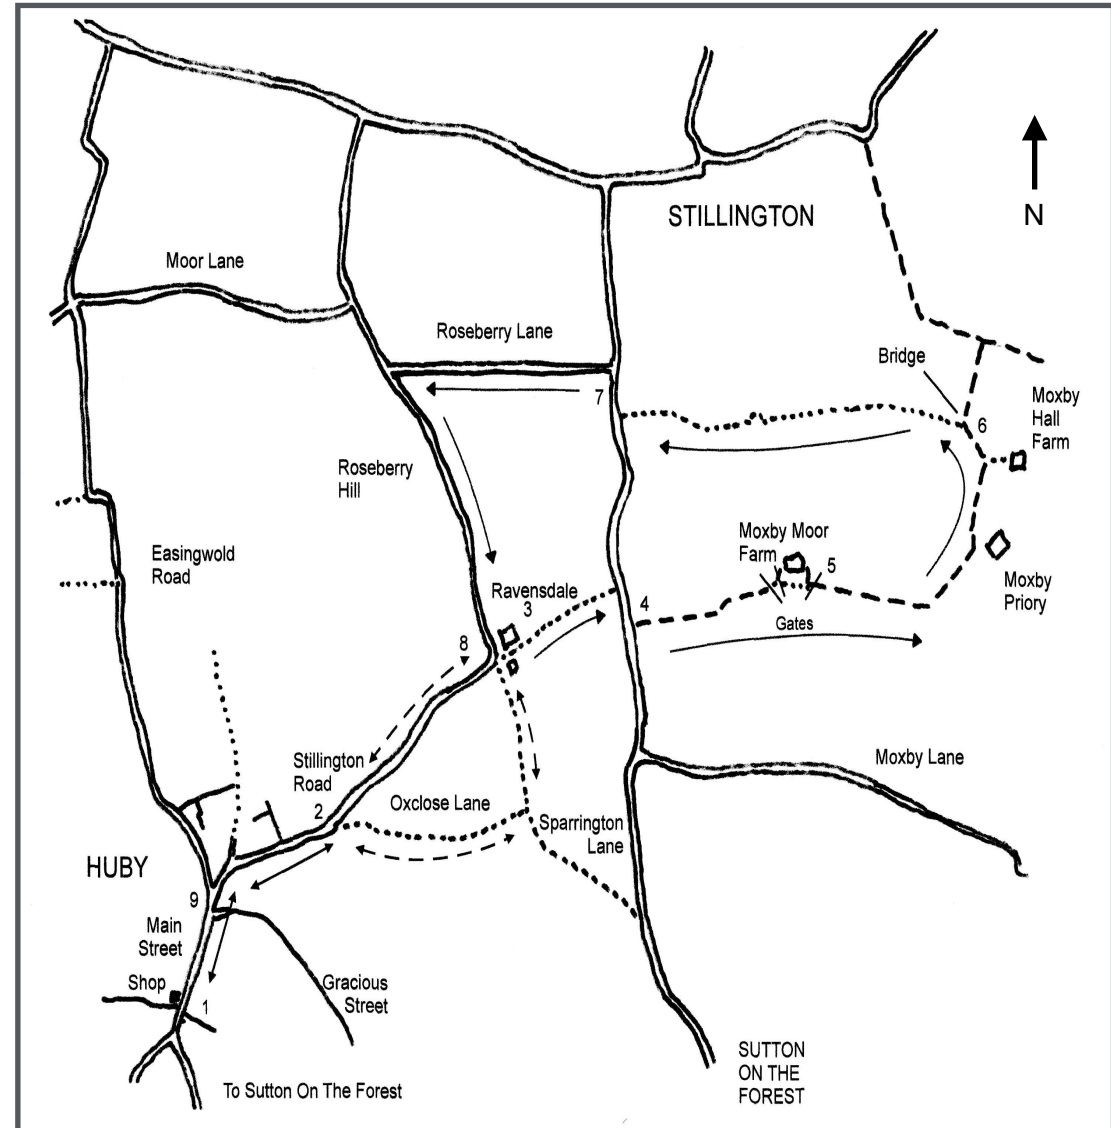 N
STILLINGTON
Moor Lane
Roseberry Lane
Bridge
Moxby
Hall
Farm
7
6
Roseberry
Hill
Moxby Moor
Farm
5
Easingwold
Road
Ravensdale
3
4
Moxby
Priory
Gates
8
Stillington
Road
Moxby Lane
2
Oxclose Lane
Sparrington
Lane
HUBY
9
Main
Street
Shop
1
Gracious
Street
SUTTON
ON THE
FOREST
To Sutton On The Forest